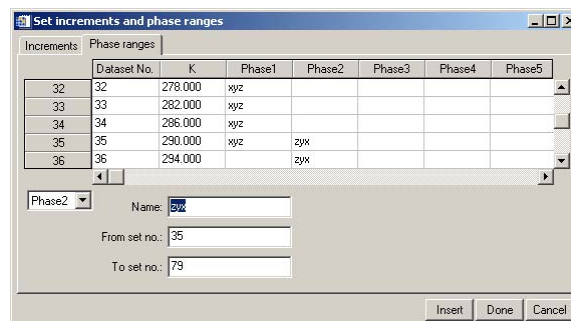 Set increments and phase ranges
Increments Phase ranges
Dataset No. K Phase1 Phase2 Phase3 Phase4 Phase5
32 32 278.000 xyz
33 33 282.000 xyz
34 34 286.000 xyz
35 35 290.000 xyz zyx
36 36 294.000 zyx
Phase2 Name: zyx
From set no.: 35
To set no.: 79
Insert Done Cancel